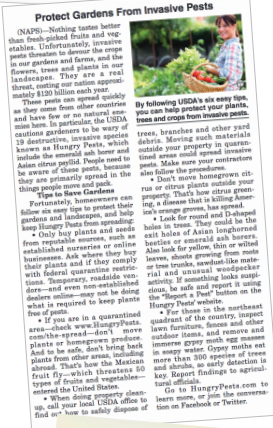 Protect Gardens From Invasive Pests
(NAPS)—Nothing tastes better
than fresh-picked fruits and veg-
etables. Unfortunately, invasive
pests threaten to devour the crops
in our gardens and farms, and the
flowers, trees and plants in our
landscapes. They are a real
threat, costing our nation approxi-
mately $120 billion each year.
These pests can spread quickly
as they come from other countries
and have few or no natural ene-
mies here. In particular, the USDA
cautions gardeners to be wary of
19 destructive, invasive species
known as Hungry Pests, which
include the emerald ash borer and
Asian citrus psyllid. People need to
be aware of these pests, because
they are primarily spread in the
things people move and pack.
Tips to Save Gardens
Fortunately, homeowners can
follow six easy tips to protect their
gardens and landscapes, and help
keep Hungry Pests from spreading:
• Only buy plants and seeds
from reputable sources, such as
established nurseries or online
businesses. Ask where they buy
their plants and if they comply
with federal quarantine restric-
tions. Temporary, roadside ven-
dors—and even non-established
dealers online—may not be doing
what is required to keep plants
free of pests.
• If you are in a quarantined
area—check www.HungryPests.
com/the-spread—don't move
plants or homegrown produce.
And to be safe, don't bring back
plants from other areas, including
abroad. That's how the Mexican
fruit fly—which threatens 50
types of fruits and vegetables—
entered the United States.
• When doing property clean-
up, call your local USDA office to
find out how to safely dispose of
By following USDA's six easy tips,
you can help protect your plants,
trees and crops from invasive pests.
trees, branches and other yard
debris. Moving such materials
outside your property in quaran-
tined areas could spread invasive
pests. Make sure your contractors
also follow the procedures.
• Don't move homegrown cit-
rus or citrus plants outside your
property. That's how citrus green-
ing, a disease that is killing Amer-
ica's orange groves, has spread.
• Look for round and D-shaped
holes in trees. They could be the
exit holes of Asian longhorned
beetles or emerald ash borers.
Also look for yellow, thin or wilted
leaves, shoots growing from roots
or tree trunks, sawdust-like mate-
rial and unusual woodpecker
activity. If something looks suspi-
cious, be safe and report it using
the "Report a Pest" button on the
Hungry Pests' website.
• For those in the northeast
quadrant of the country, inspect
lawn furniture, fences and other
outdoor items, and remove and
immerse gypsy moth egg masses
in soapy water. Gypsy moths eat
more than 300 species of trees
and shrubs, so early detection is
key. Report findings to agricul-
tural officials.
Go to HungryPests.com to
learn more, or join the conversa-
tion on Facebook or Twitter.